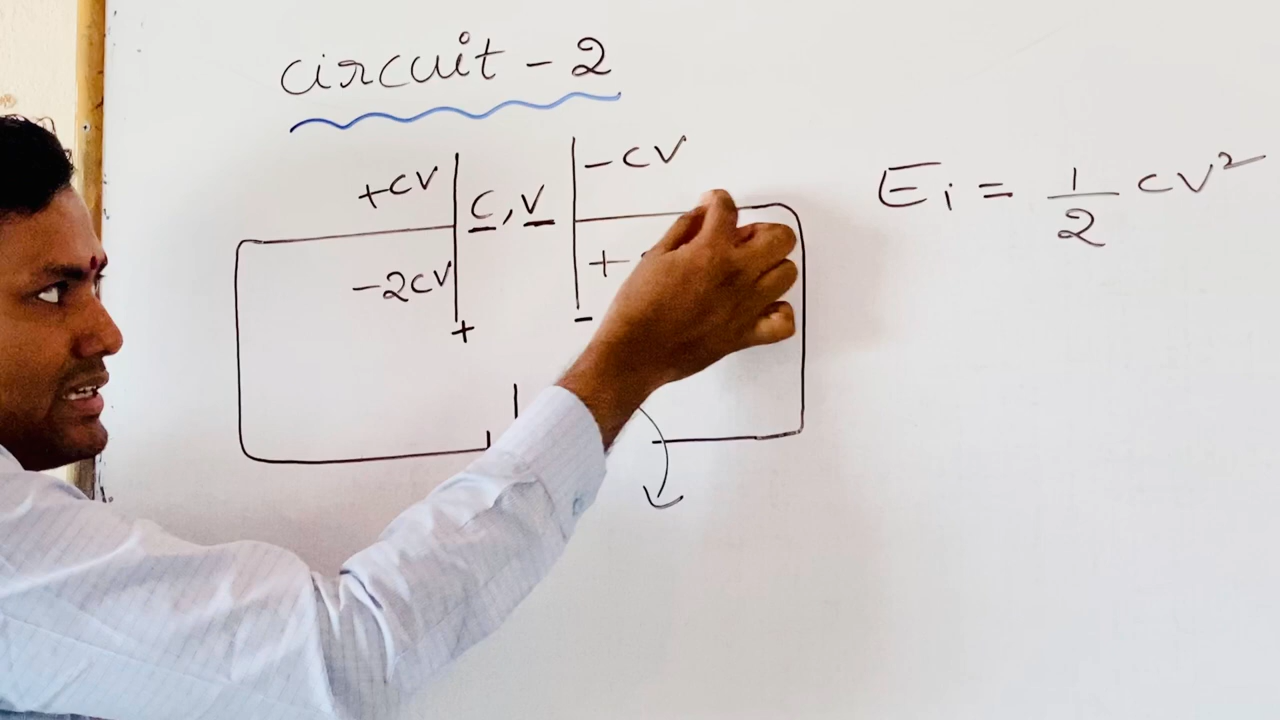 circuit - 2
+CV C, V -CV
-2CV +
+ -
Ei = 1/2 CV²